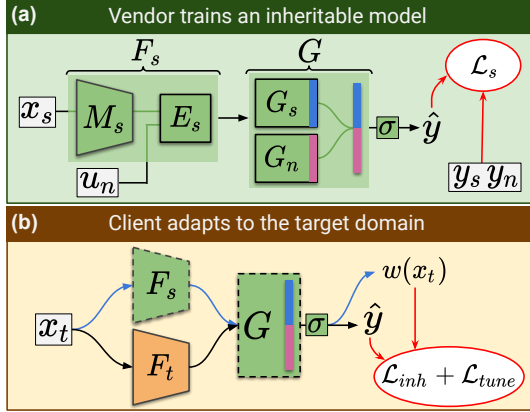 (a) Vendor trains an inheritable model
F_s G
x_s M_s E_s G_s G_n σ ŷ L_s
u_n y_s y_n
(b) Client adapts to the target domain
F_s w(x_t)
x_t G σ ŷ
F_t L_inh + L_tune